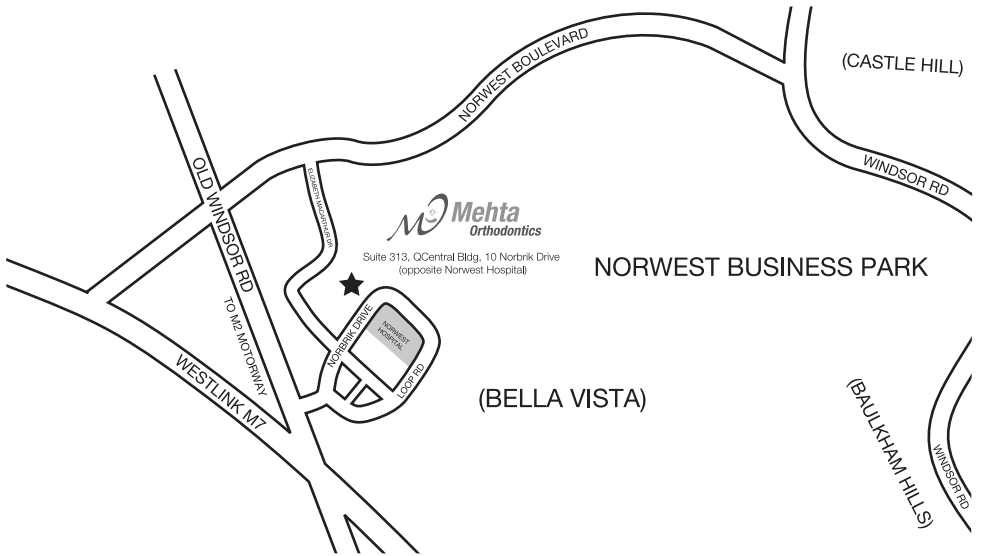 (CASTLE HILL)
NORWEST BOULEVARD
WINDSOR RD
OLD WINDSOR RD
TO M2 MOTORWAY
ELIZABETH MACARTHUR DR
Mehta
Orthodontics
Suite 313, QCentral Bldg, 10 Norbrik Drive
(opposite Norwest Hospital)
NORWEST BUSINESS PARK
NORBRIK DRIVE
NORWEST
HOSPITAL
LOOP RD
WESTLINK M7
(BELLA VISTA)
(BAULKHAM HILLS)
WINDSOR RD